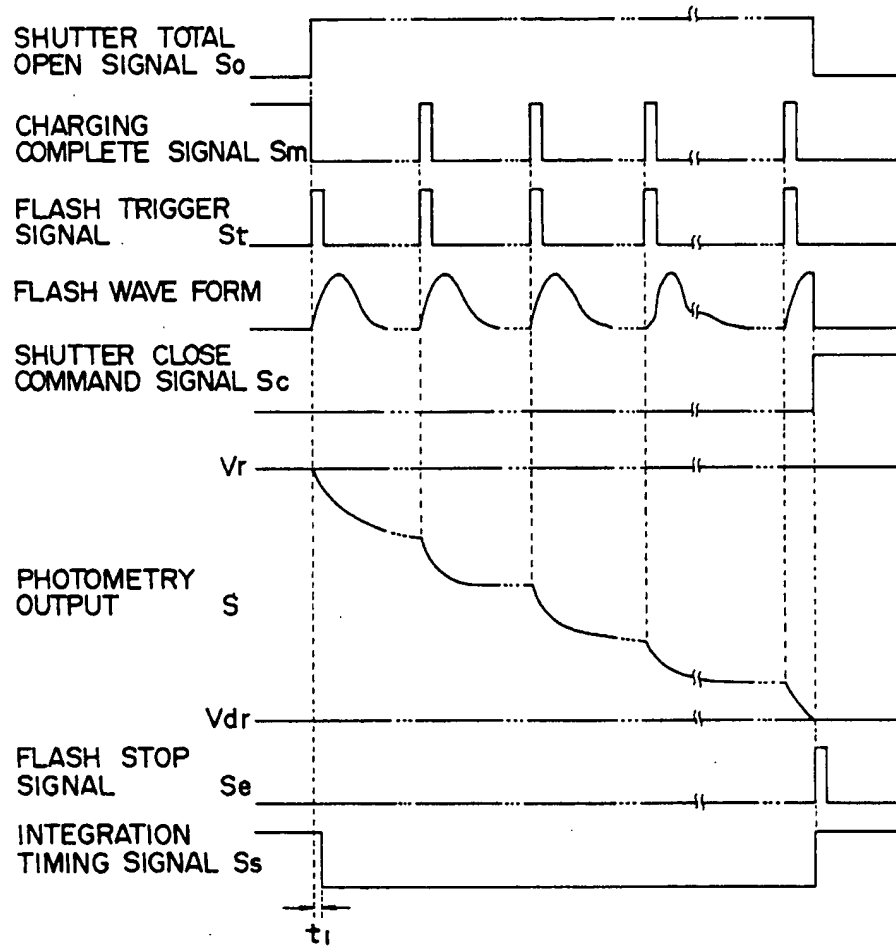 SHUTTER TOTAL
OPEN SIGNAL So
CHARGING
COMPLETE SIGNAL Sm
FLASH TRIGGER
SIGNAL St
FLASH WAVE FORM
SHUTTER CLOSE
COMMAND SIGNAL Sc
Vr
PHOTOMETRY
OUTPUT S
Vdr
FLASH STOP
SIGNAL Se
INTEGRATION
TIMING SIGNAL Ss
t1